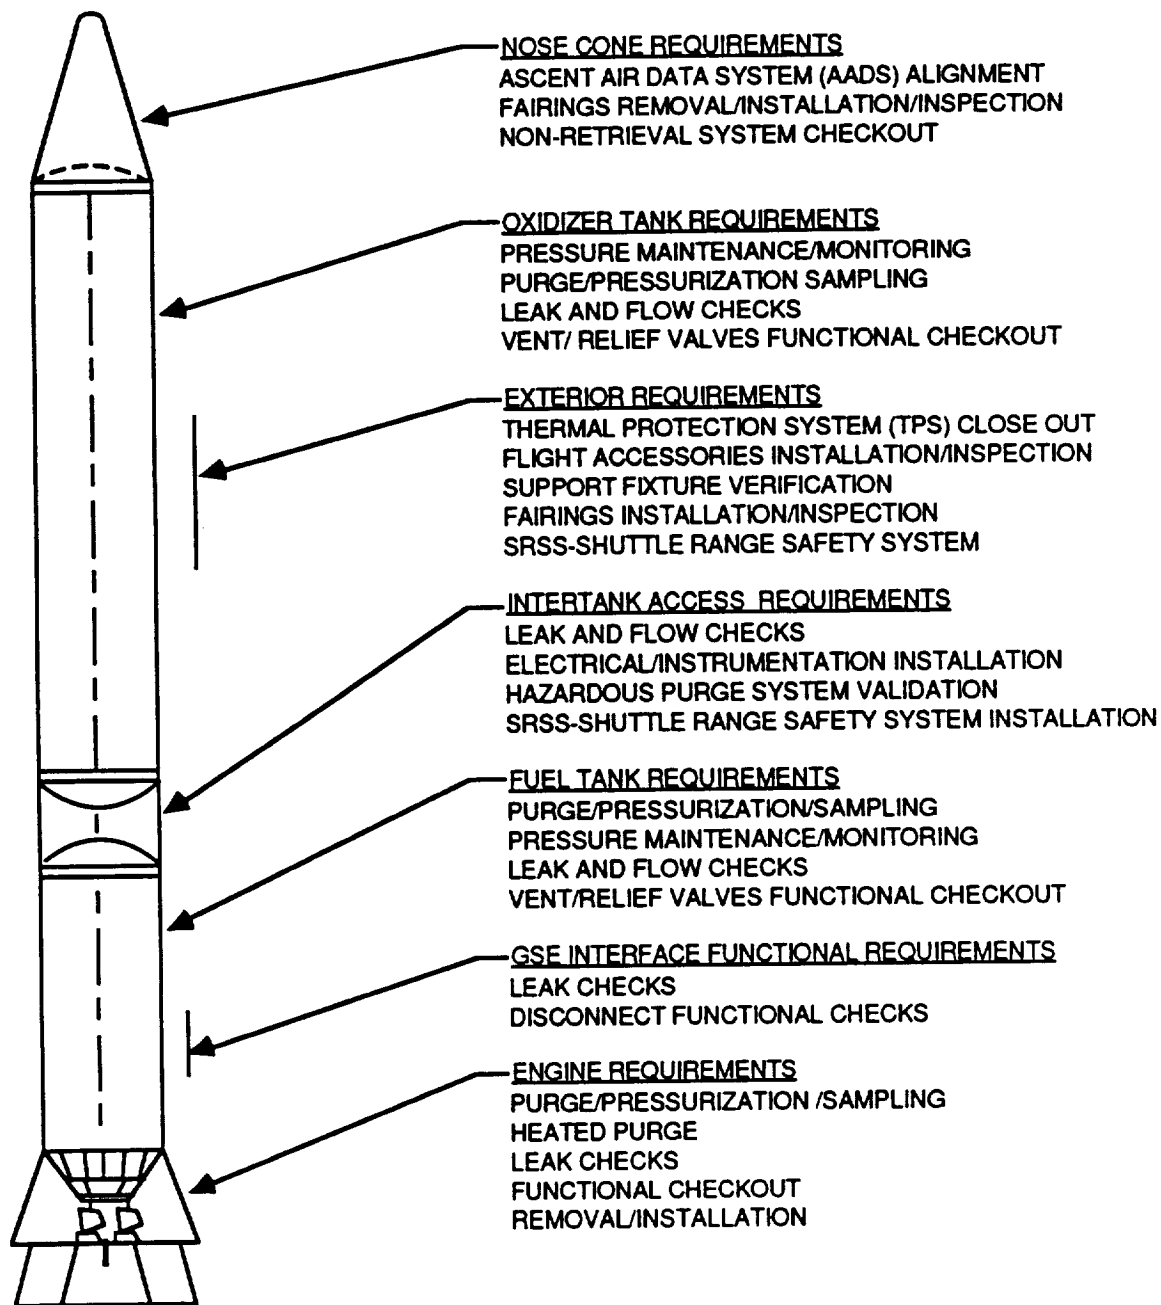 NOSE CONE REQUIREMENTS
ASCENT AIR DATA SYSTEM (AADS) ALIGNMENT
FAIRINGS REMOVAL/INSTALLATION/INSPECTION
NON-RETRIEVAL SYSTEM CHECKOUT
OXIDIZER TANK REQUIREMENTS
PRESSURE MAINTENANCE/MONITORING
PURGE/PRESSURIZATION SAMPLING
LEAK AND FLOW CHECKS
VENT/ RELIEF VALVES FUNCTIONAL CHECKOUT
EXTERIOR REQUIREMENTS
THERMAL PROTECTION SYSTEM (TPS) CLOSE OUT
FLIGHT ACCESSORIES INSTALLATION/INSPECTION
SUPPORT FIXTURE VERIFICATION
FAIRINGS INSTALLATION/INSPECTION
SRSS-SHUTTLE RANGE SAFETY SYSTEM
INTERTANK ACCESS REQUIREMENTS
LEAK AND FLOW CHECKS
ELECTRICAL/INSTRUMENTATION INSTALLATION
HAZARDOUS PURGE SYSTEM VALIDATION
SRSS-SHUTTLE RANGE SAFETY SYSTEM INSTALLATION
FUEL TANK REQUIREMENTS
PURGE/PRESSURIZATION/SAMPLING
PRESSURE MAINTENANCE/MONITORING
LEAK AND FLOW CHECKS
VENT/RELIEF VALVES FUNCTIONAL CHECKOUT
GSE INTERFACE FUNCTIONAL REQUIREMENTS
LEAK CHECKS
DISCONNECT FUNCTIONAL CHECKS
ENGINE REQUIREMENTS
PURGE/PRESSURIZATION /SAMPLING
HEATED PURGE
LEAK CHECKS
FUNCTIONAL CHECKOUT
REMOVAL/INSTALLATION